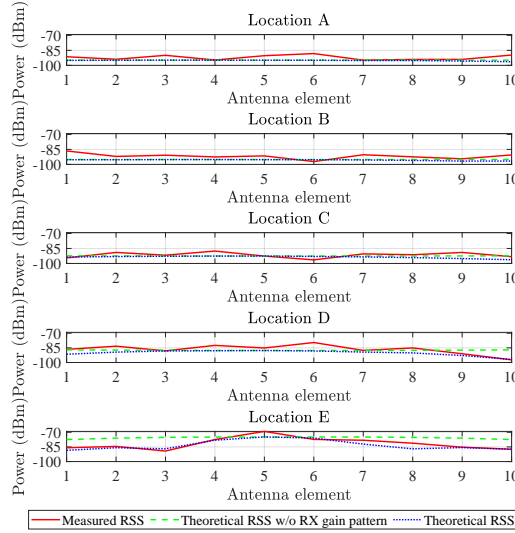 Location A
Power (dBm)
-70
-85
-100
1 2 3 4 5 6 7 8 9 10
Antenna element
Location B
Power (dBm)
-70
-85
-100
1 2 3 4 5 6 7 8 9 10
Antenna element
Location C
Power (dBm)
-70
-85
-100
1 2 3 4 5 6 7 8 9 10
Antenna element
Location D
Power (dBm)
-70
-85
-100
1 2 3 4 5 6 7 8 9 10
Antenna element
Location E
Power (dBm)
-70
-85
-100
1 2 3 4 5 6 7 8 9 10
Antenna element
Measured RSS Theoretical RSS w/o RX gain pattern Theoretical RSS